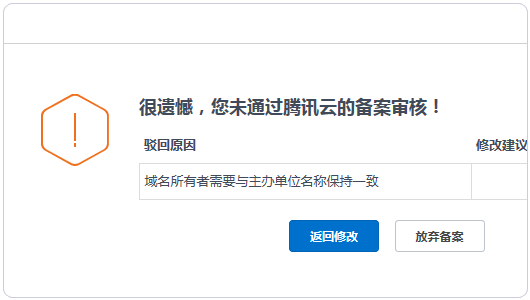 很遗憾，您未通过腾讯云的备案审核！
驳回原因 修改建议
域名所有者需要与主办单位名称保持一致
返回修改 放弃备案